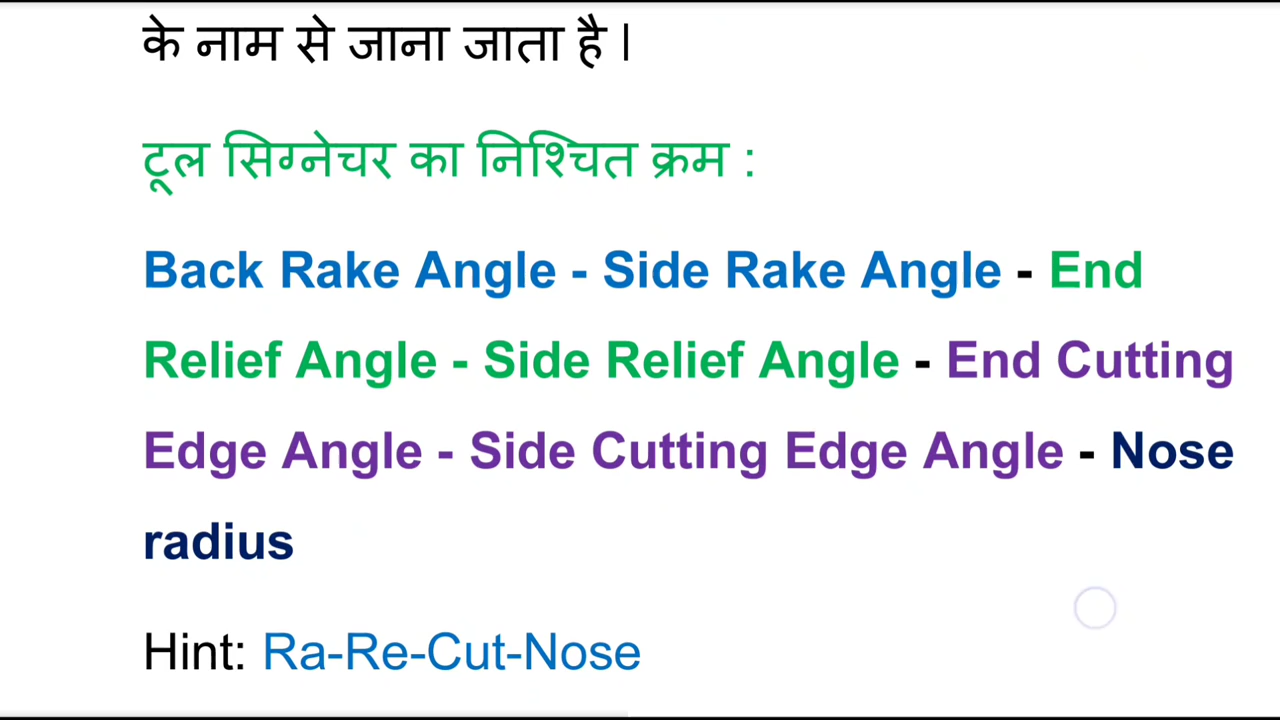 के नाम से जाना जाता है |
टूल सिग्नेचर का निश्चित क्रम :
Back Rake Angle - Side Rake Angle - End
Relief Angle - Side Relief Angle - End Cutting
Edge Angle - Side Cutting Edge Angle - Nose
radius
Hint: Ra-Re-Cut-Nose